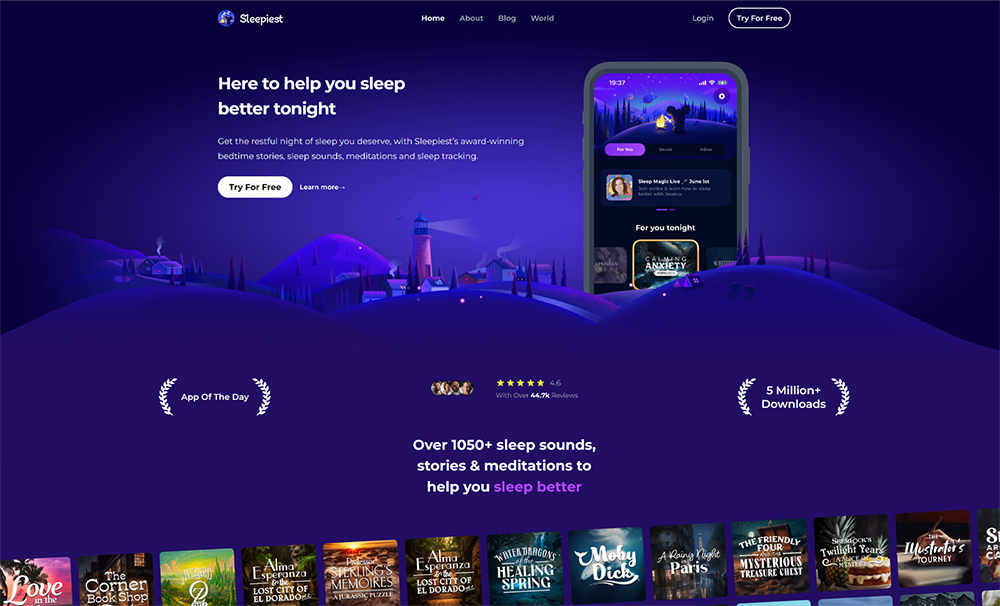 Sleepiest
Home
About
Blog
World
Login
Try For Free
Here to help you sleep
better tonight
Get the restful night of sleep you deserve, with Sleepiest's award-winning
bedtime stories, sleep sounds, meditations and sleep tracking.
Try For Free
Learn more→
19:37
For You
Saved
Inbox
Sleep Magic Live 🪄 June 1st
Join online & learn how to sleep
better with Jessica.
For you tonight
CALMING
ANXIETY
App Of The Day
4.6
With Over 44.7k Reviews
5 Million+
Downloads
Over 1050+ sleep sounds,
stories & meditations to
help you sleep better
Love
in the
The
Corner
Book Shop
Wizard
Alma
Esperanza
& the
LOST CITY OF
EL DORADO
Professor
STERLING'S
MEMOIRES
A JURASSIC PUZZLE
Alma
Esperanza
& the
LOST CITY OF
EL DORADO
WATER DRAGONS
of the
HEALING
SPRING
Moby
Dick
A Rainy Night
in
Paris
THE FRIENDLY
FOUR
AND THE
MYSTERIOUS
TREASURE CHEST
SHERLOCK'S
Twilight Years
A SLICE OF
MYSTERY
THE
Illustrator's
JOURNEY